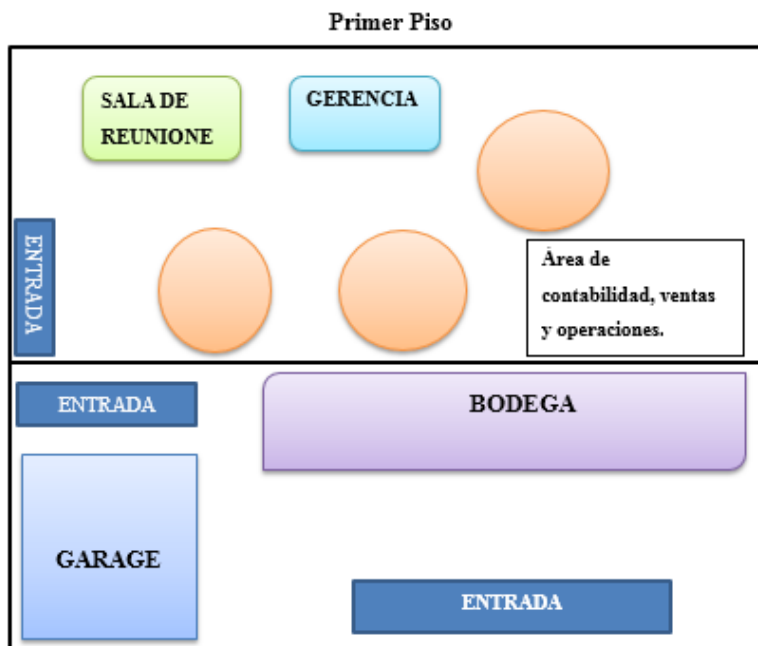 Primer Piso
SALA DE
REUNIONE
GERENCIA
ENTRADA
Área de
contabilidad, ventas
y operaciones.
ENTRADA
BODEGA
GARAGE
ENTRADA